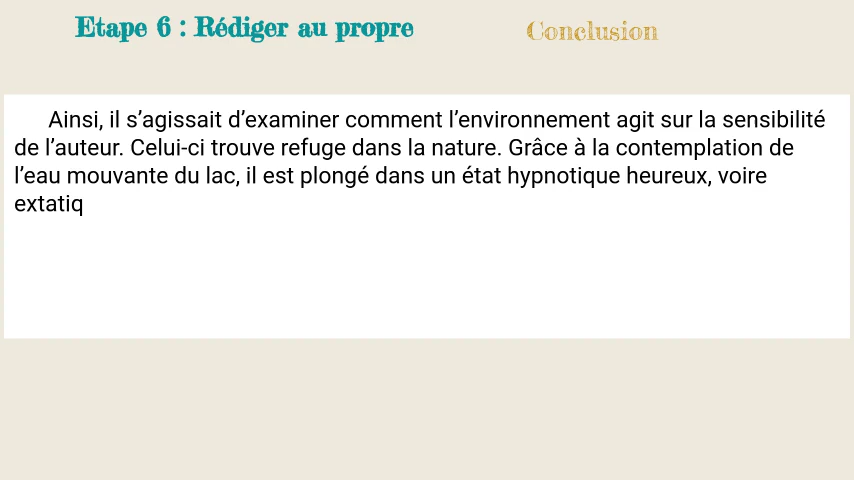 Etape 6 : Rédiger au propre
Conclusion
Ainsi, il s’agissait d’examiner comment l’environnement agit sur la sensibilité
de l’auteur. Celui-ci trouve refuge dans la nature. Grâce à la contemplation de
l’eau mouvante du lac, il est plongé dans un état hypnotique heureux, voire
extatiq